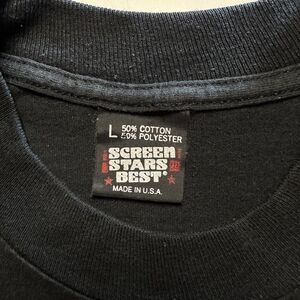 L 50% COTTON
50% POLYESTER
SCREEN
STARS
BEST®
MADE IN U.S.A.